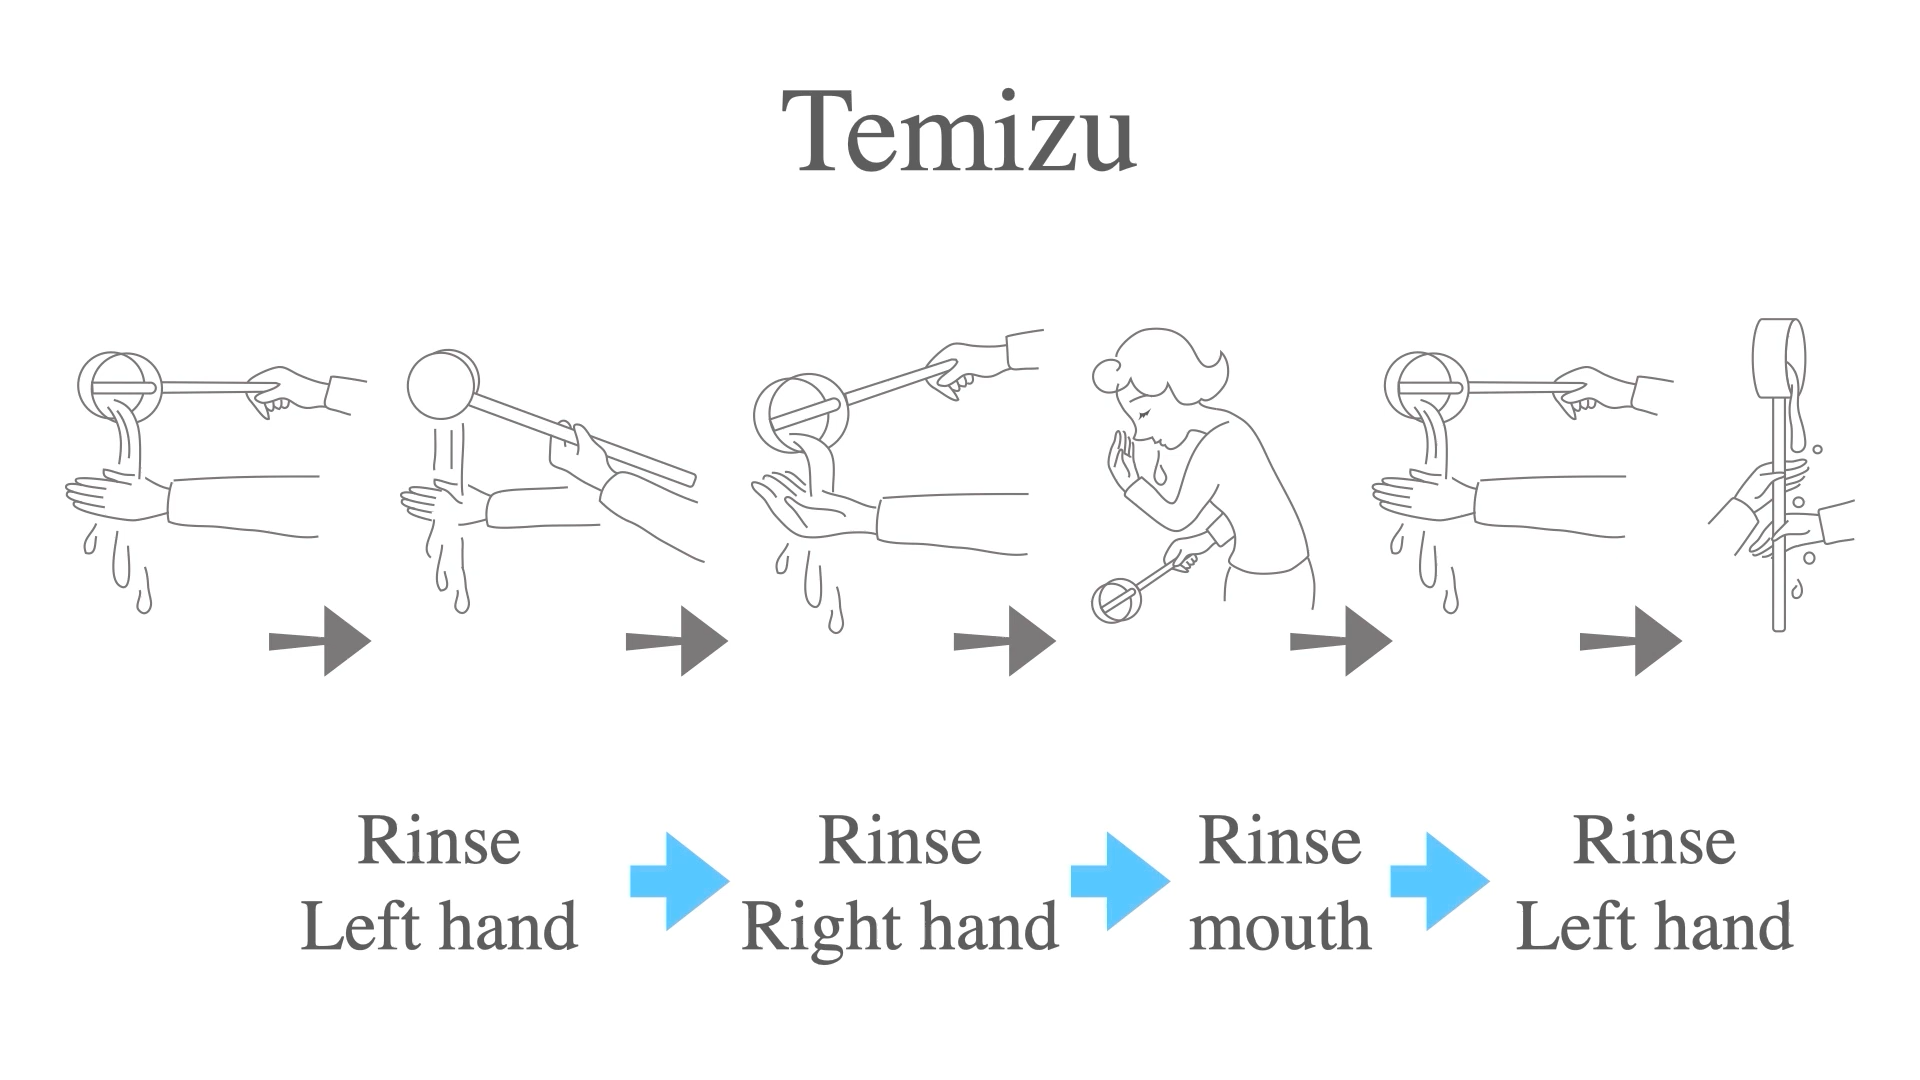 Temizu
Rinse
Left hand
Rinse
Right hand
Rinse
mouth
Rinse
Left hand